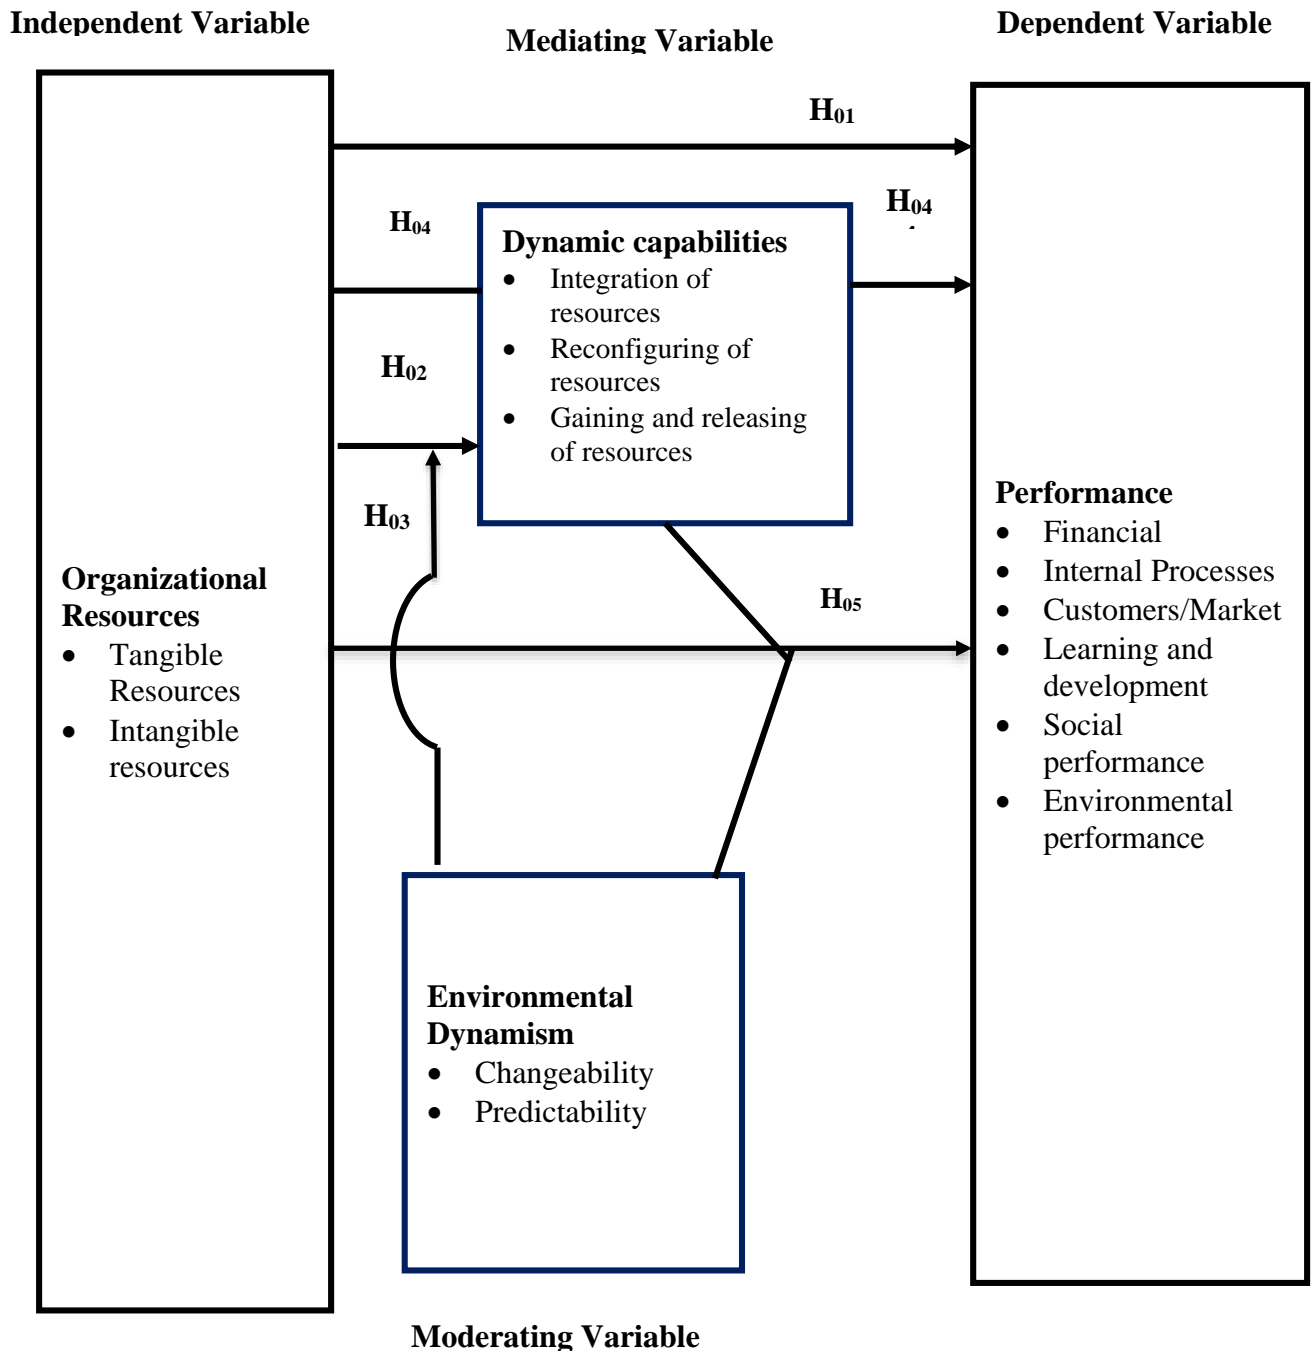 Independent Variable
Mediating Variable
Dependent Variable
H01
H04
H04
Dynamic capabilities
• Integration of
resources
• Reconfiguring of
resources
• Gaining and releasing
of resources
H02
H03
H05
Organizational
Resources
• Tangible
Resources
• Intangible
resources
Performance
• Financial
• Internal Processes
• Customers/Market
• Learning and
development
• Social
performance
• Environmental
performance
Environmental
Dynamism
• Changeability
• Predictability
Moderating Variable